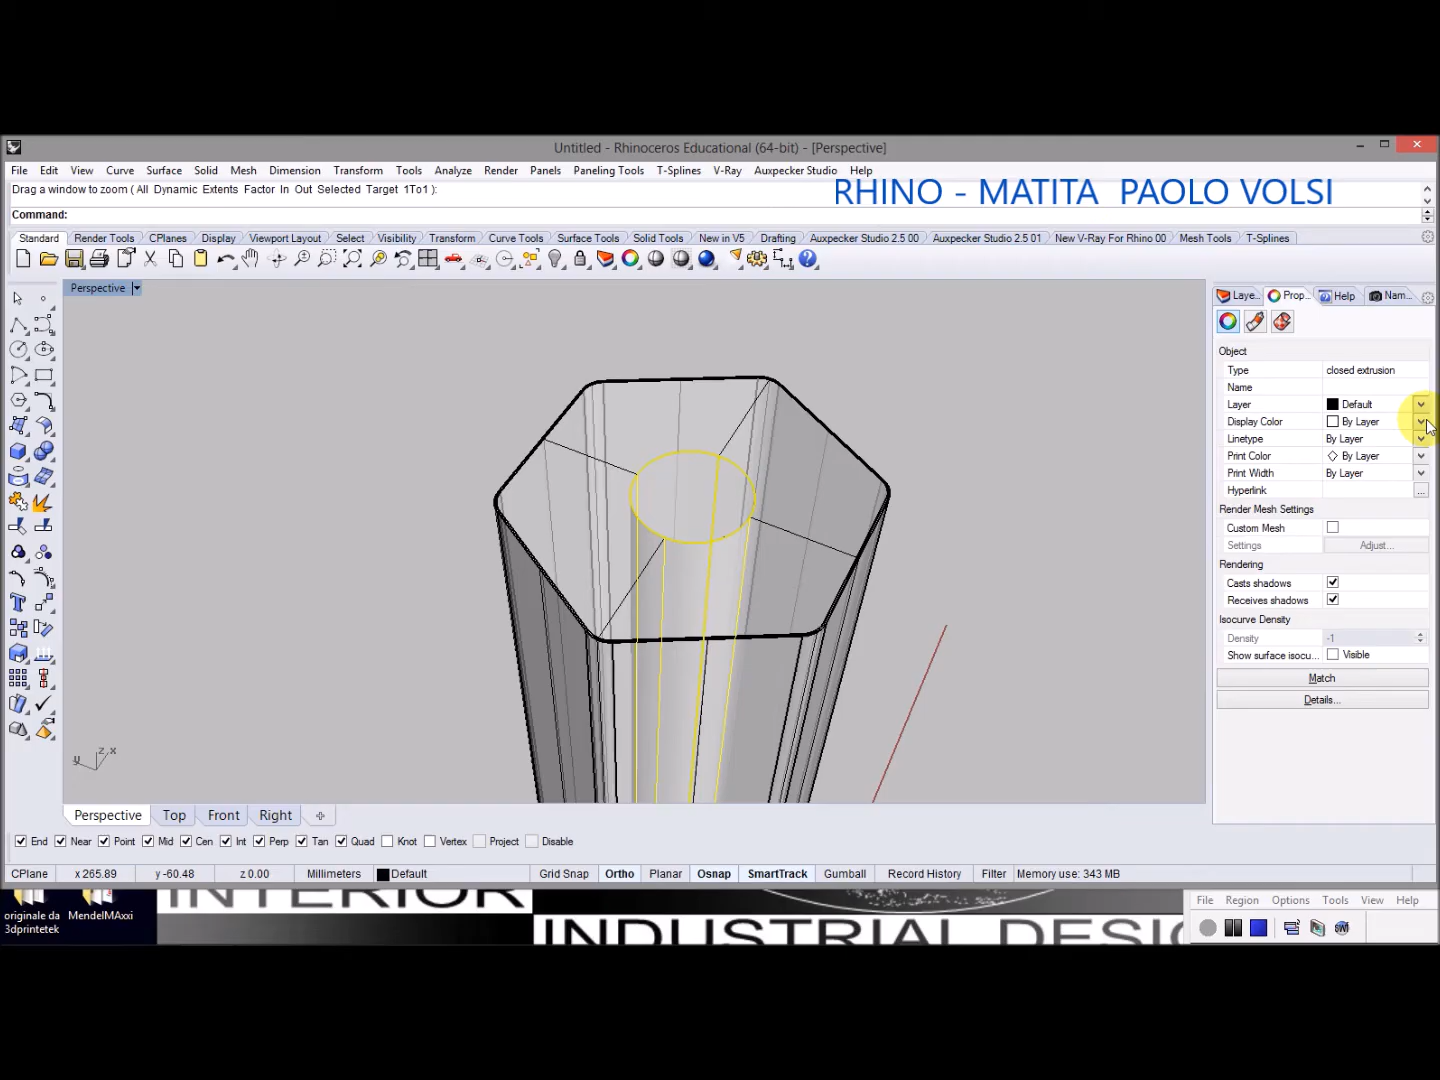 Untitled - Rhinoceros Educational (64-bit) - [Perspective]
File Edit View Curve Surface Solid Mesh Dimension Transform Tools Analyze Render Panels Paneling Tools T-Splines V-Ray Auxpecker Studio Help
Drag a window to zoom ( All Dynamic Extents Factor In Out Selected Target 1To1 ):
RHINO - MATITA PAOLO VOLSI
Command:
Standard Render Tools CPlanes Display Viewport Layout Select Visibility Transform Curve Tools Surface Tools Solid Tools New in V5 Drafting Auxpecker Studio 2.5 00 Auxpecker Studio 2.5 01 New V-Ray For Rhino 00 Mesh Tools T-Splines
Perspective
Laye... Prop... Help Nam...
Object
Type closed extrusion
Name
Layer Default
Display Color By Layer
Linetype By Layer
Print Color By Layer
Print Width By Layer
Hyperlink ...
Render Mesh Settings
Custom Mesh
Settings Adjust...
Rendering
Casts shadows
Receives shadows
Isocurve Density
Density -1
Show surface isocu... Visible
Match
Details...
z x
y
Perspective Top Front Right
End Near Point Mid Cen Int Perp Tan Quad Knot Vertex Project Disable
CPlane x 265.89 y -60.48 z 0.00 Millimeters Default Grid Snap Ortho Planar Osnap SmartTrack Gumball Record History Filter Memory use: 343 MB
originale da 3dprintetek
MendelMAxxi
INTERIOR
INDUSTRIAL DESIG
File Region Options Tools View Help